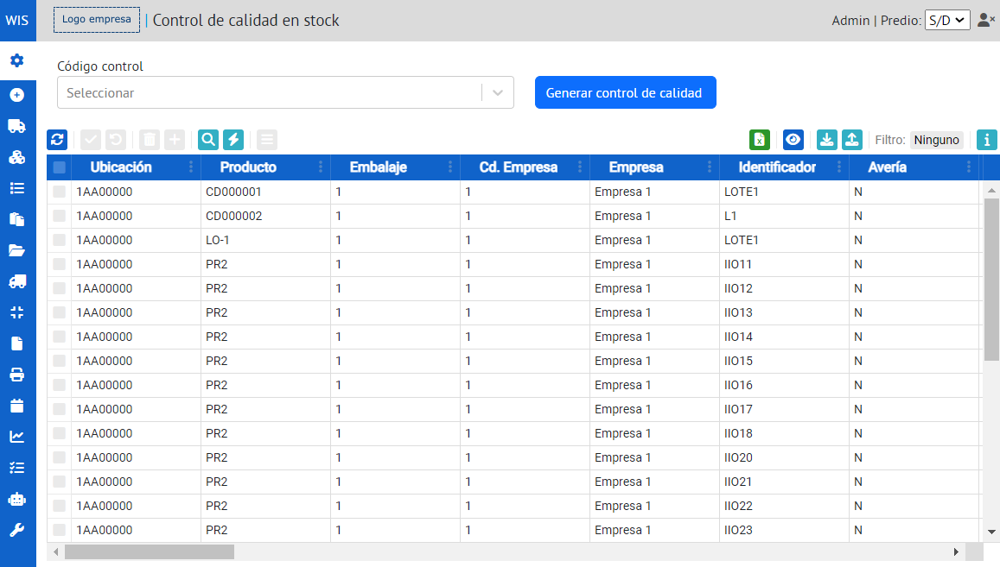 WIS Logo empresa | Control de calidad en stock Admin | Predio: S/D
Código control
Seleccionar Generar control de calidad
Filtro: Ninguno
Ubicación Producto Embalaje Cd. Empresa Empresa Identificador Avería
1AA00000 CD000001 1 1 Empresa 1 LOTE1 N
1AA00000 CD000002 1 1 Empresa 1 L1 N
1AA00000 LO-1 1 1 Empresa 1 LOTE1 N
1AA00000 PR2 1 1 Empresa 1 IIO11 N
1AA00000 PR2 1 1 Empresa 1 IIO12 N
1AA00000 PR2 1 1 Empresa 1 IIO13 N
1AA00000 PR2 1 1 Empresa 1 IIO14 N
1AA00000 PR2 1 1 Empresa 1 IIO15 N
1AA00000 PR2 1 1 Empresa 1 IIO16 N
1AA00000 PR2 1 1 Empresa 1 IIO17 N
1AA00000 PR2 1 1 Empresa 1 IIO18 N
1AA00000 PR2 1 1 Empresa 1 IIO20 N
1AA00000 PR2 1 1 Empresa 1 IIO21 N
1AA00000 PR2 1 1 Empresa 1 IIO22 N
1AA00000 PR2 1 1 Empresa 1 IIO23 N